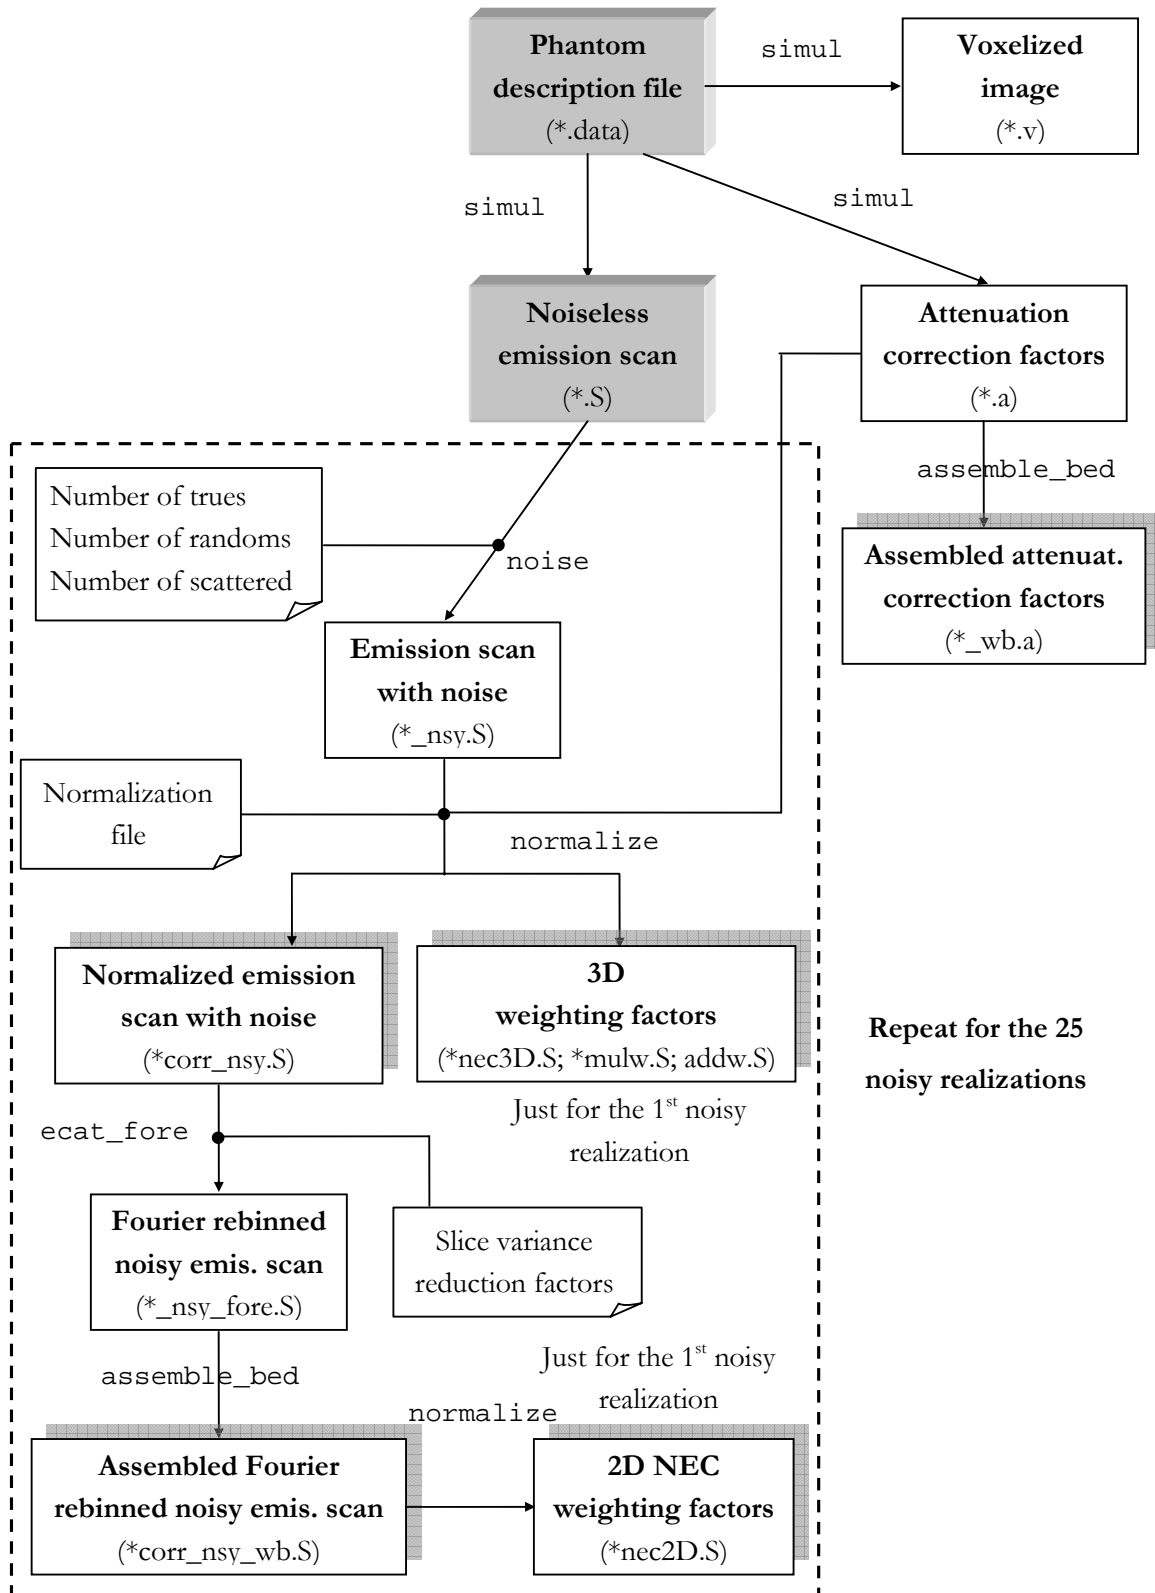 Phantom
description file
(*.data)
simul
Voxelized
image
(*.v)
simul
simul
Noiseless
emission scan
(*.S)
Attenuation
correction factors
(*.a)
assemble_bed
Assembled attenuat.
correction factors
(*_wb.a)
Number of trues
Number of randoms
Number of scattered
noise
Emission scan
with noise
(*_nsy.S)
Normalization
file
normalize
Normalized emission
scan with noise
(*corr_nsy.S)
3D
weighting factors
(*nec3D.S; *mulw.S; addw.S)
Just for the 1st noisy
realization
Repeat for the 25
noisy realizations
ecat_fore
Fourier rebinned
noisy emis. scan
(*_nsy_fore.S)
Slice variance
reduction factors
assemble_bed
Just for the 1st noisy
realization
normalize
Assembled Fourier
rebinned noisy emis. scan
(*corr_nsy_wb.S)
2D NEC
weighting factors
(*nec2D.S)